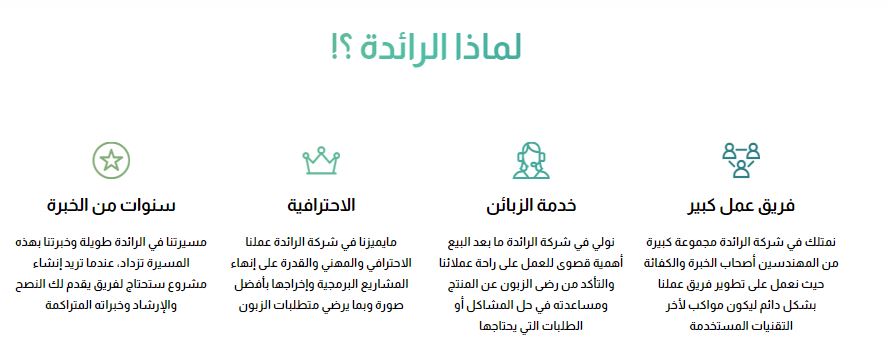 لماذا الرائدة ؟!
فريق عمل كبير
نمتلك في شركة الرائدة مجموعة كبيرة
من المهندسين أصحاب الخبرة والكفائة
حيث نعمل على تطوير فريق عملنا
بشكل دائم ليكون مواكب لأخر
التقنيات المستخدمة
خدمة الزبائن
نولي في شركة الرائدة ما بعد البيع
أهمية قصوى للعمل على راحة عملائنا
والتأكد من رضى الزبون عن المنتج
ومساعدته في حل المشاكل أو
الطلبات التي يحتاجها
الاحترافية
مايميزنا في شركة الرائدة عملنا
الاحترافي والمهني والقدرة على إنهاء
المشاريع البرمجية وإخراجها بأفضل
صورة وبما يرضي متطلبات الزبون
سنوات من الخبرة
مسيرتنا في الرائدة طويلة وخبرتنا بهذه
المسيرة تزداد، عندما تريد إنشاء
مشروع ستحتاج لفريق يقدم لك النصح
والإرشاد وخبراته المتراكمة